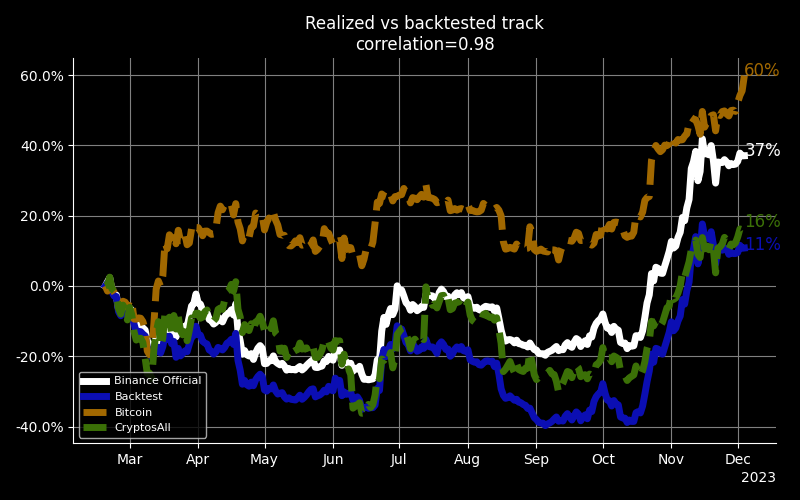 Realized vs backtested track
correlation=0.98
60.0%
40.0%
20.0%
0.0%
-20.0%
-40.0%
60%
37%
16%
11%
Binance Official
Backtest
Bitcoin
CryptosAll
Mar Apr May Jun Jul Aug Sep Oct Nov Dec
2023